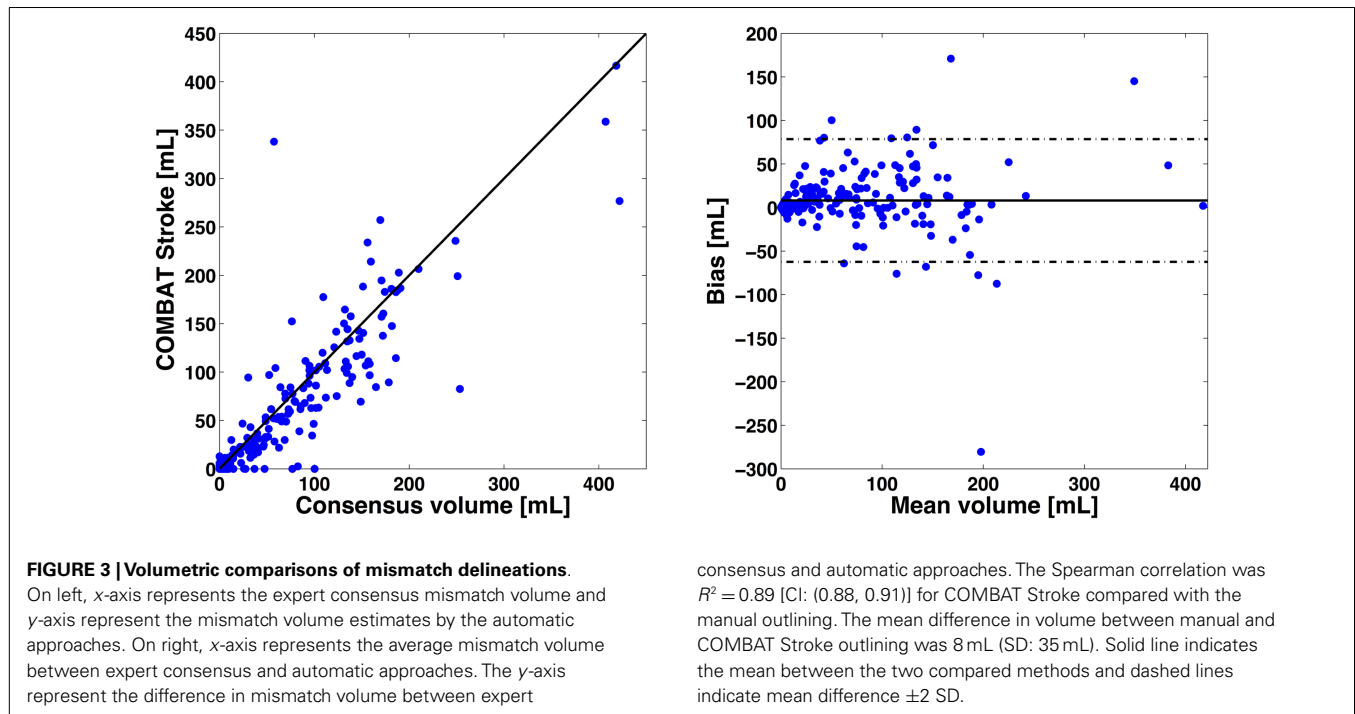 450
400
350
300
250
200
150
100
50
0
COMBAT Stroke [mL]
0 100 200 300 400
Consensus volume [mL]
200
150
100
50
0
−50
−100
−150
−200
−250
−300
Bias [mL]
0 100 200 300 400
Mean volume [mL]
FIGURE 3 | Volumetric comparisons of mismatch delineations.
On left, x-axis represents the expert consensus mismatch volume and
y-axis represent the mismatch volume estimates by the automatic
approaches. On right, x-axis represents the average mismatch volume
between expert consensus and automatic approaches. The y-axis
represent the difference in mismatch volume between expert
consensus and automatic approaches. The Spearman correlation was
R² = 0.89 [CI: (0.88, 0.91)] for COMBAT Stroke compared with the
manual outlining. The mean difference in volume between manual and
COMBAT Stroke outlining was 8 mL (SD: 35 mL). Solid line indicates
the mean between the two compared methods and dashed lines
indicate mean difference ±2 SD.